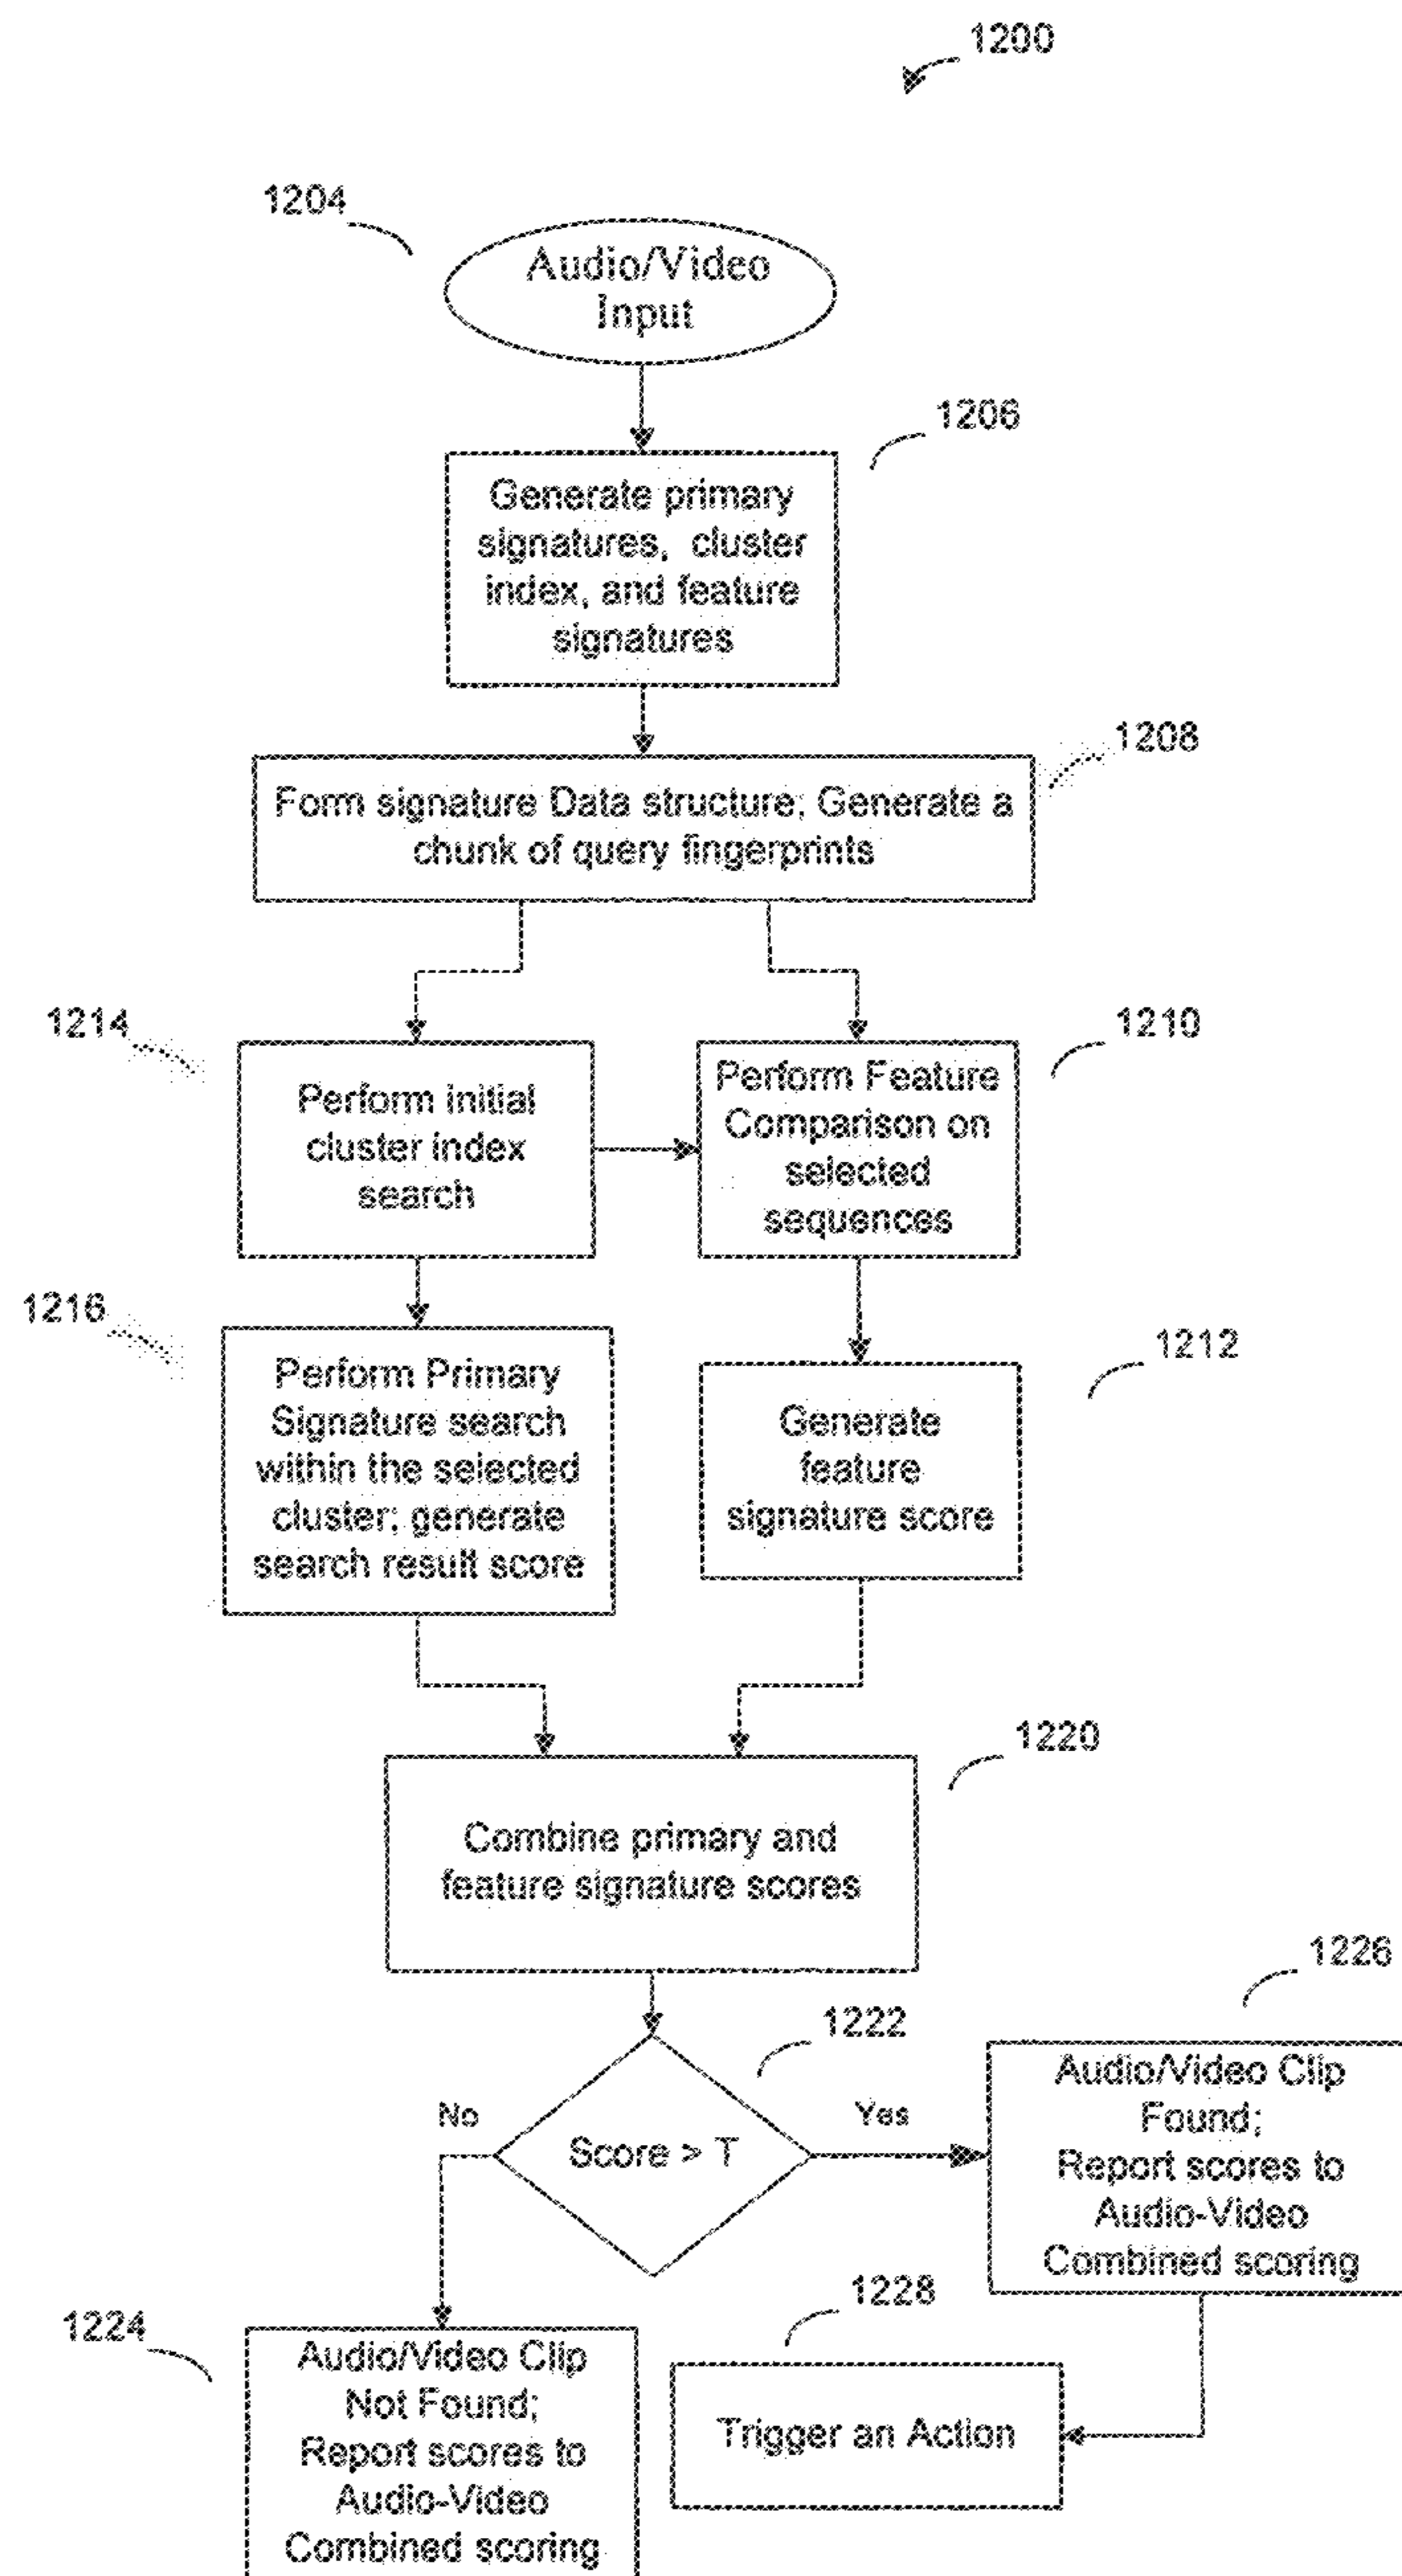 1200
1204
Audio/Video
Input
1206
Generate primary
signatures, cluster
index, and feature
signatures
1208
Form signature Data structure; Generate a
chunk of query fingerprints
1214
Perform initial
cluster index
search
1210
Perform Feature
Comparison on
selected
sequences
1216
Perform Primary
Signature search
within the selected
cluster; generate
search result score
1212
Generate
feature
signature score
1220
Combine primary and
feature signature scores
1222
No
Score > T
Yes
1226
Audio/Video Clip
Found;
Report scores to
Audio-Video
Combined scoring
1224
Audio/Video Clip
Not Found;
Report scores to
Audio-Video
Combined scoring
1228
Trigger an Action